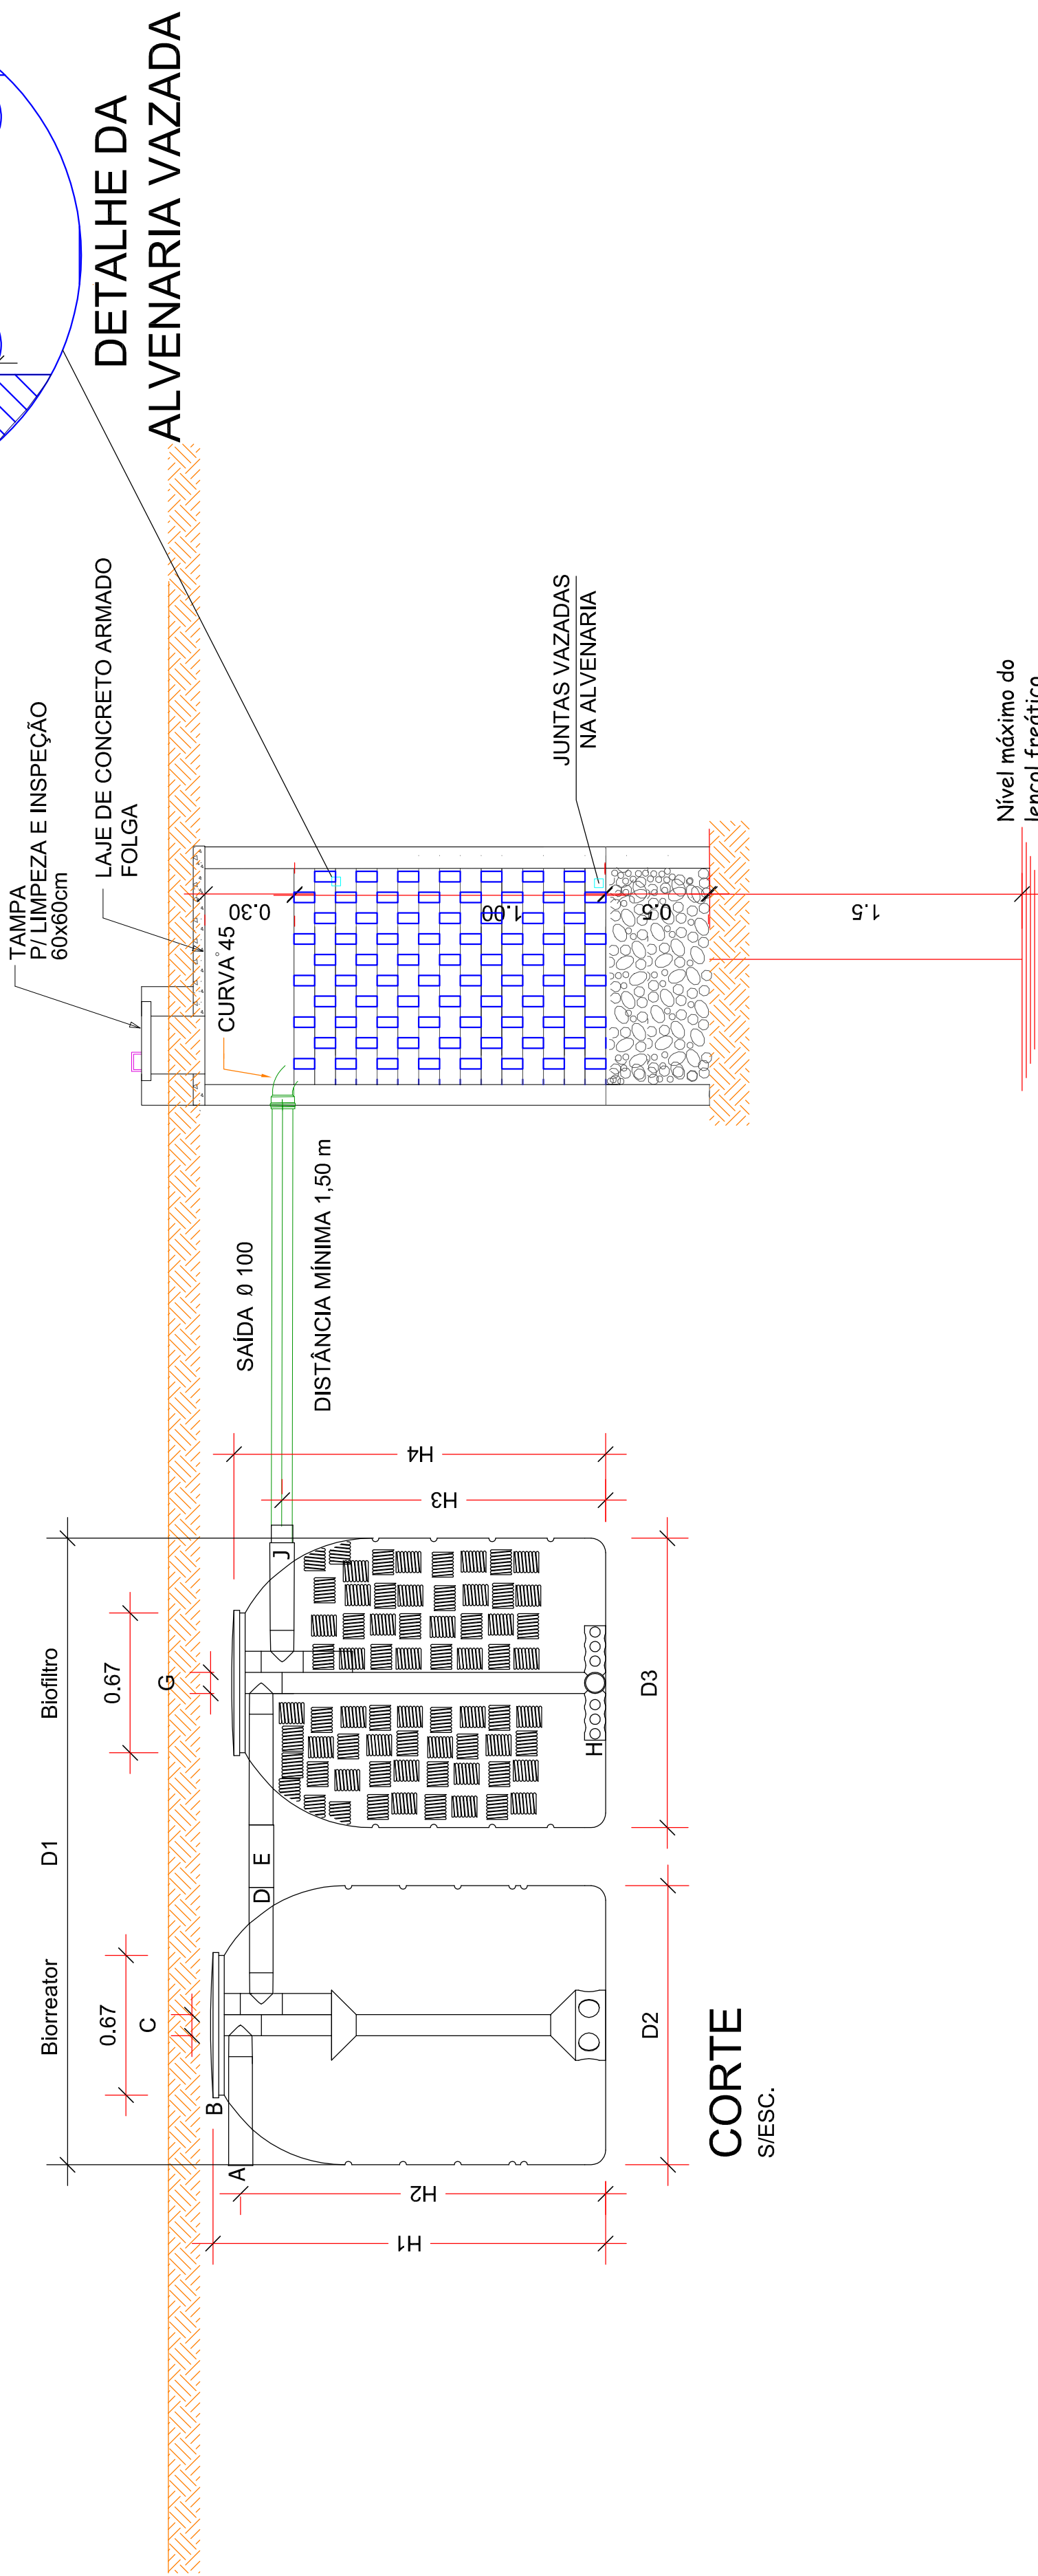 DETALHE DA
ALVENARIA VAZADA
TAMPA
P/ LIMPEZA E INSPEÇÃO
60x60cm
LAJE DE CONCRETO ARMADO
FOLGA
CURVA 45°
0.30
1.00
0.5
1.5
JUNTAS VAZADAS
NA ALVENARIA
Nível máximo do
lençol freático
SAÍDA Ø 100
DISTÂNCIA MÍNIMA 1,50 m
D1
Biorreator
Biofiltro
0.67
0.67
C
G
B
A
D
E
J
H
H1
H2
H3
H4
D2
D3
CORTE
S/ESC.